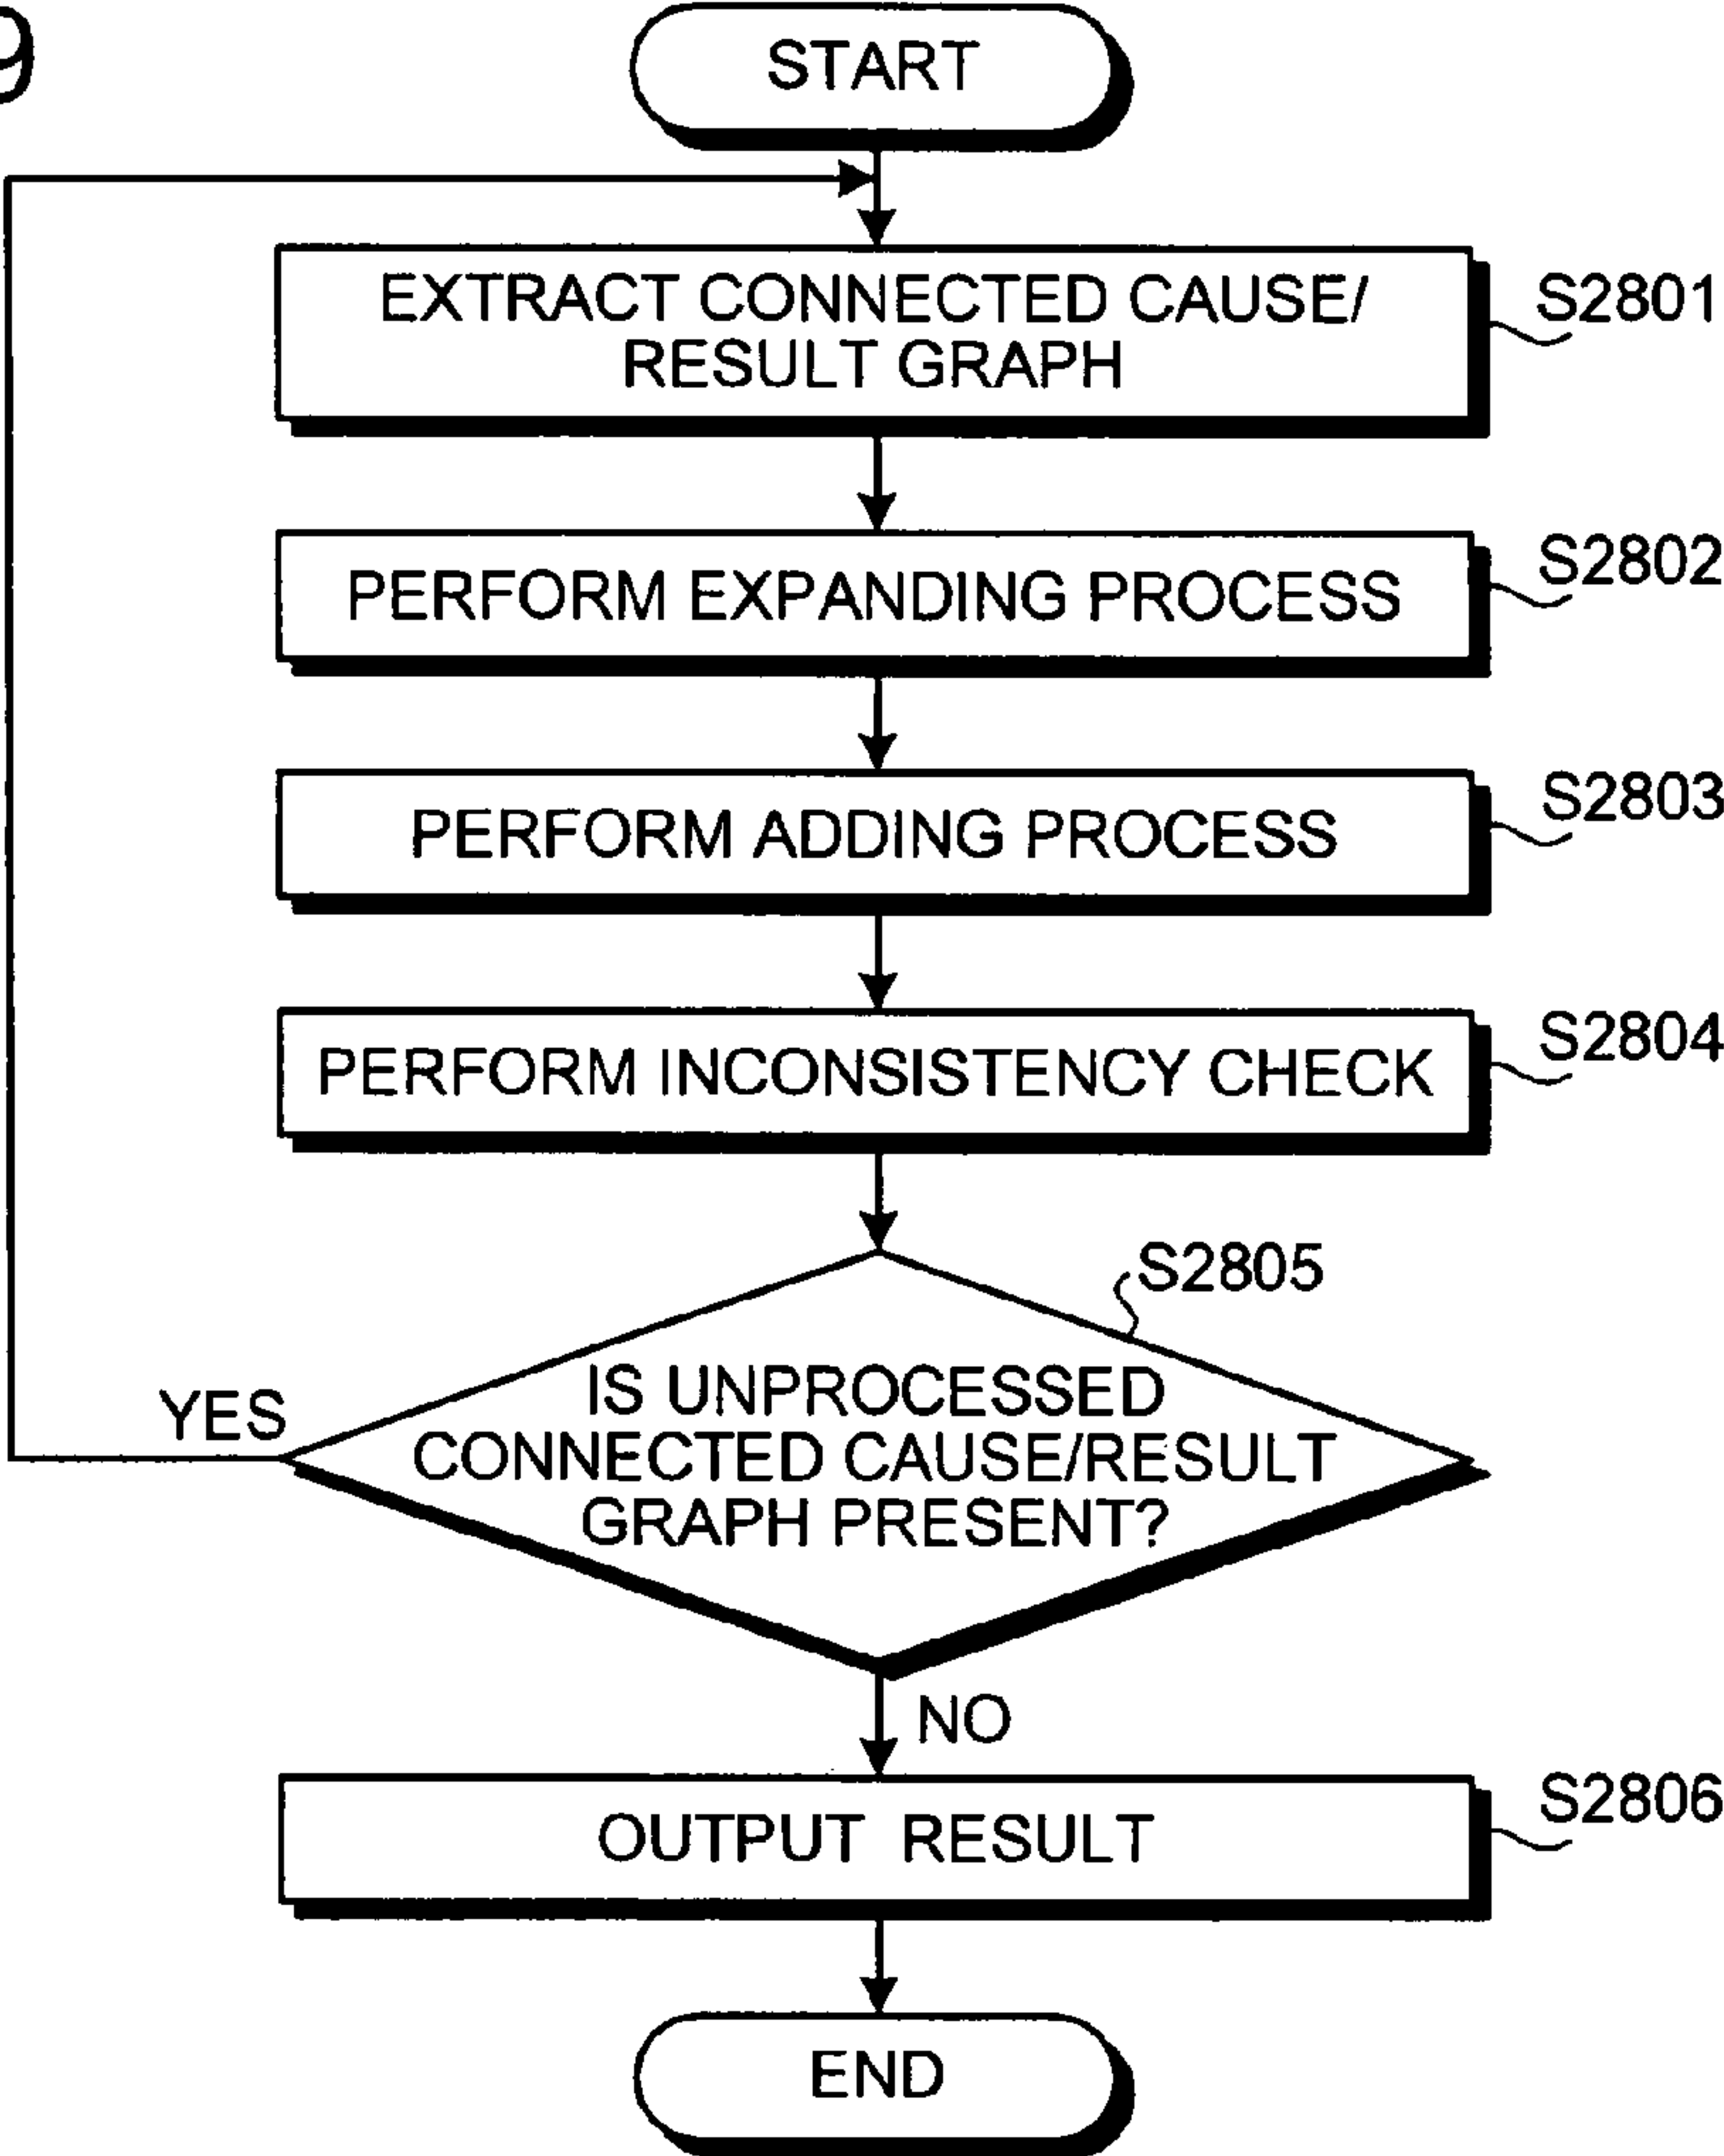 9
START
EXTRACT CONNECTED CAUSE/
RESULT GRAPH
S2801
PERFORM EXPANDING PROCESS
S2802
PERFORM ADDING PROCESS
S2803
PERFORM INCONSISTENCY CHECK
S2804
S2805
IS UNPROCESSED
CONNECTED CAUSE/RESULT
GRAPH PRESENT?
YES
NO
OUTPUT RESULT
S2806
END